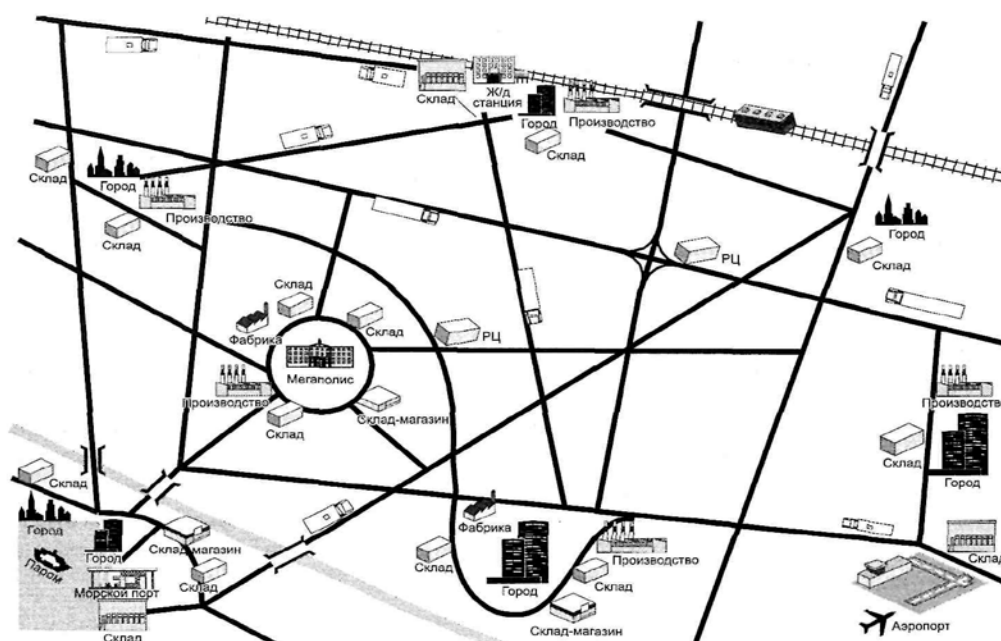 Склад
Ж/д
станция
Город
Производство
Склад
Склад
Город
Производство
Склад
Город
Склад
РЦ
Склад
Склад
Фабрика
РЦ
Мегаполис
Производство
Склад
Склад-магазин
Производство
Склад
Город
Склад
Город
Паром
Город
Склад-магазин
Морской порт
Склад
Склад
Фабрика
Склад
Город
Производство
Склад
Склад-магазин
Склад
Аэропорт